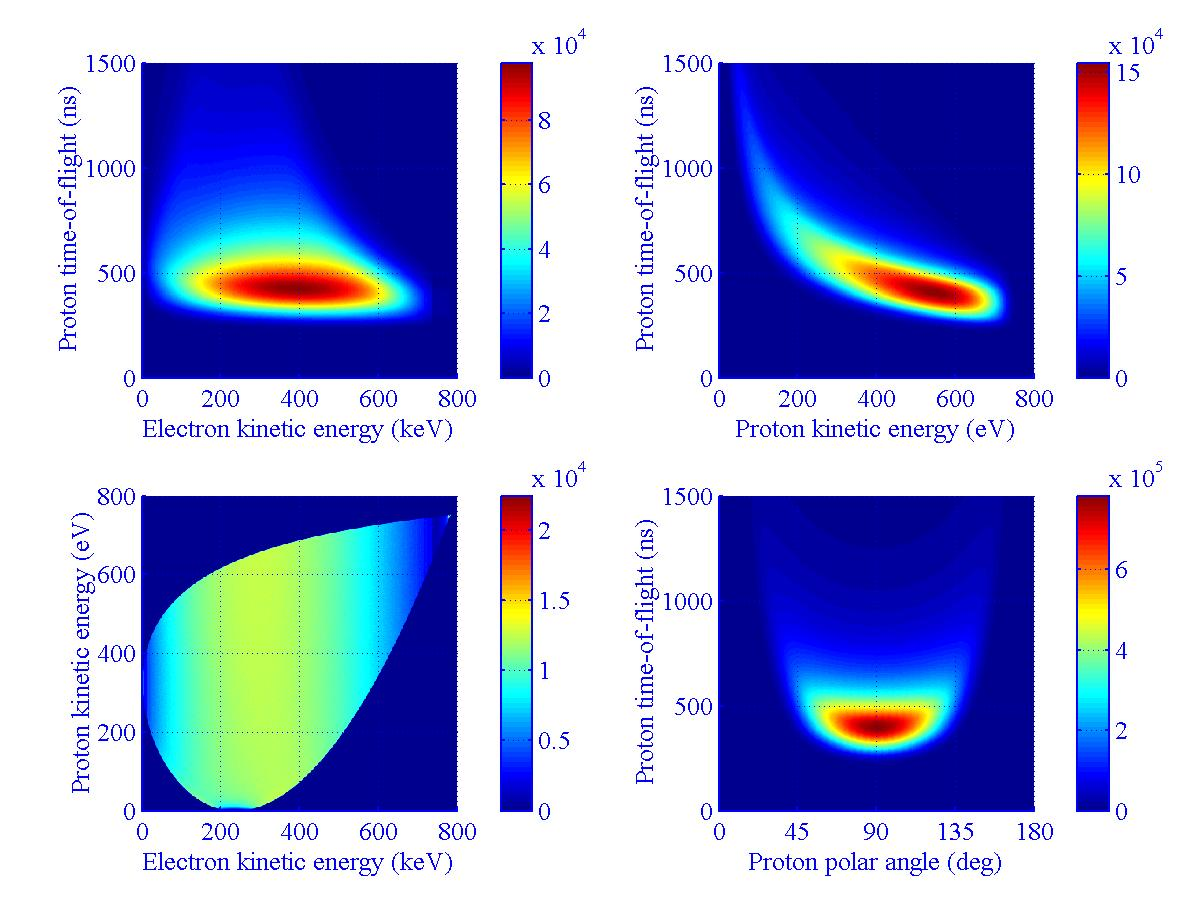 x 10^4
1500
1000
500
0
Proton time-of-flight (ns)
0 200 400 600 800
Electron kinetic energy (keV)
8
6
4
2
0
x 10^4
1500
1000
500
0
Proton time-of-flight (ns)
0 200 400 600 800
Proton kinetic energy (eV)
15
10
5
0
x 10^4
800
600
400
200
0
Proton kinetic energy (eV)
0 200 400 600 800
Electron kinetic energy (keV)
2
1.5
1
0.5
0
x 10^5
1500
1000
500
0
Proton time-of-flight (ns)
0 45 90 135 180
Proton polar angle (deg)
6
4
2
0